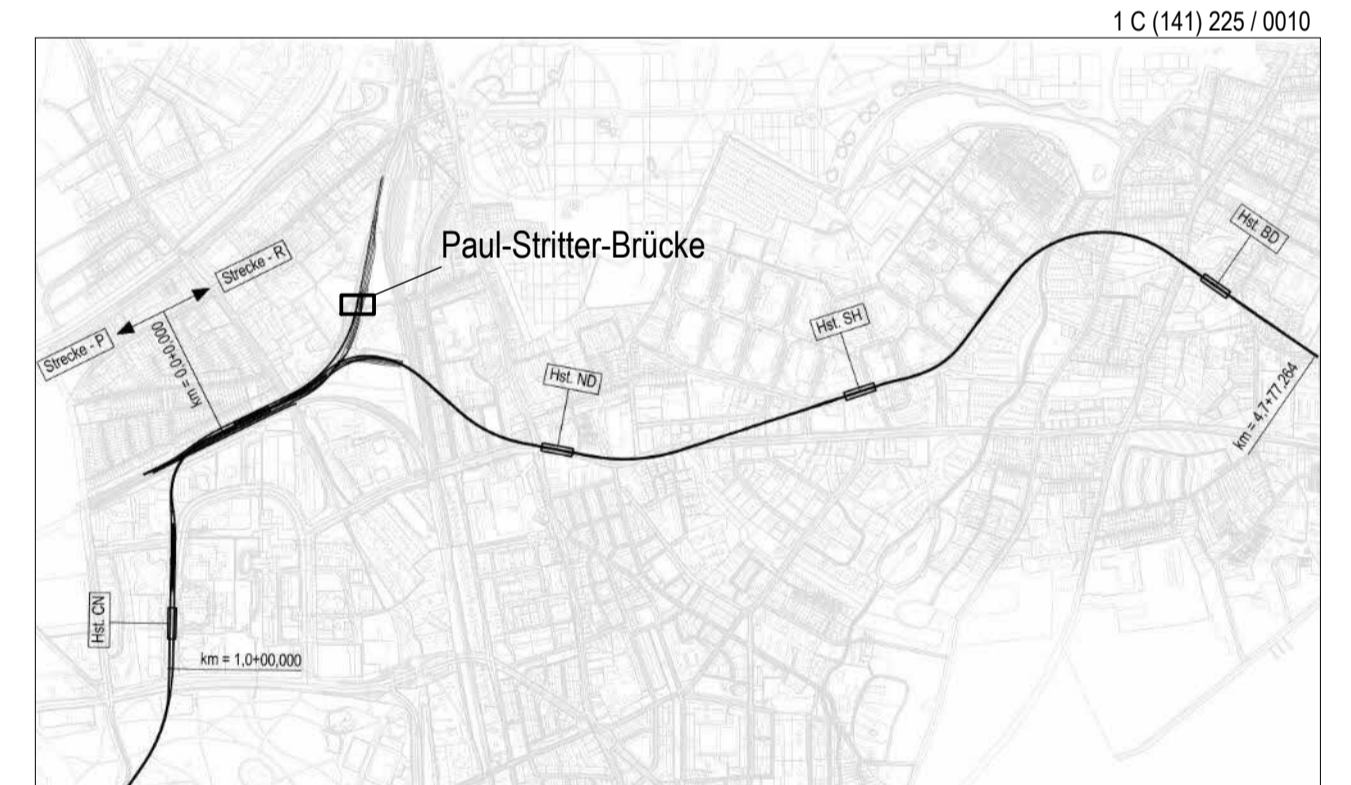 1 C (141) 225 / 0010
Hst. BD
Strecke - R
Paul-Stritter-Brücke
Strecke - P
km = 0,0+0,000
Hst. SH
Hst. ND
km = 4,7+77,264
Hst. CN
km = 1,0+00,000